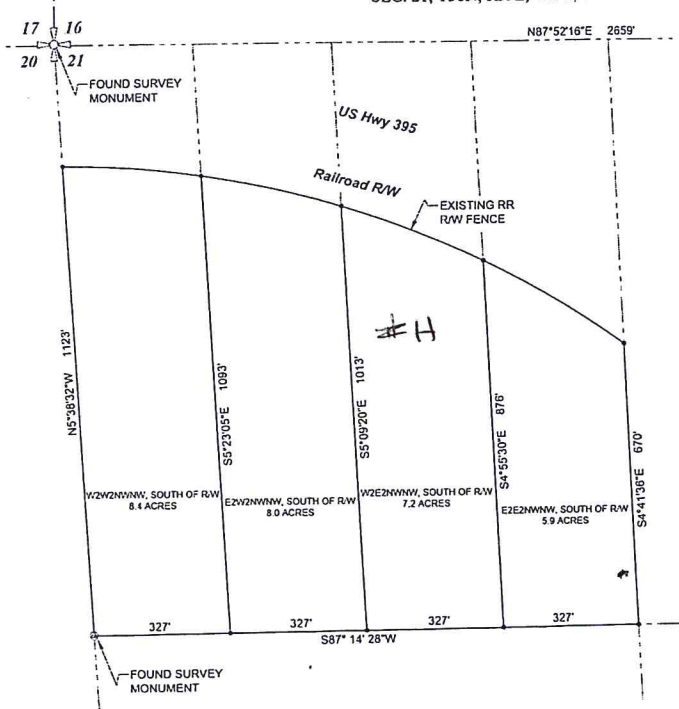 N87°52'16"E 2659'
17 16
20 21
FOUND SURVEY
MONUMENT
US Hwy 395
Railroad R/W
EXISTING RR
R/W FENCE
#H
N5°38'32"W 1123'
S5°23'05"E 1093'
S5°09'20"E 1013'
S4°55'30"E 876'
S4°41'36"E 670'
W2W2NWNW, SOUTH OF R/W
8.4 ACRES
E2W2NWNW, SOUTH OF R/W
8.0 ACRES
W2E2NWNW, SOUTH OF R/W
7.2 ACRES
E2E2NWNW, SOUTH OF R/W
5.9 ACRES
327' 327' 327' 327'
S87° 14' 28"W
FOUND SURVEY
MONUMENT